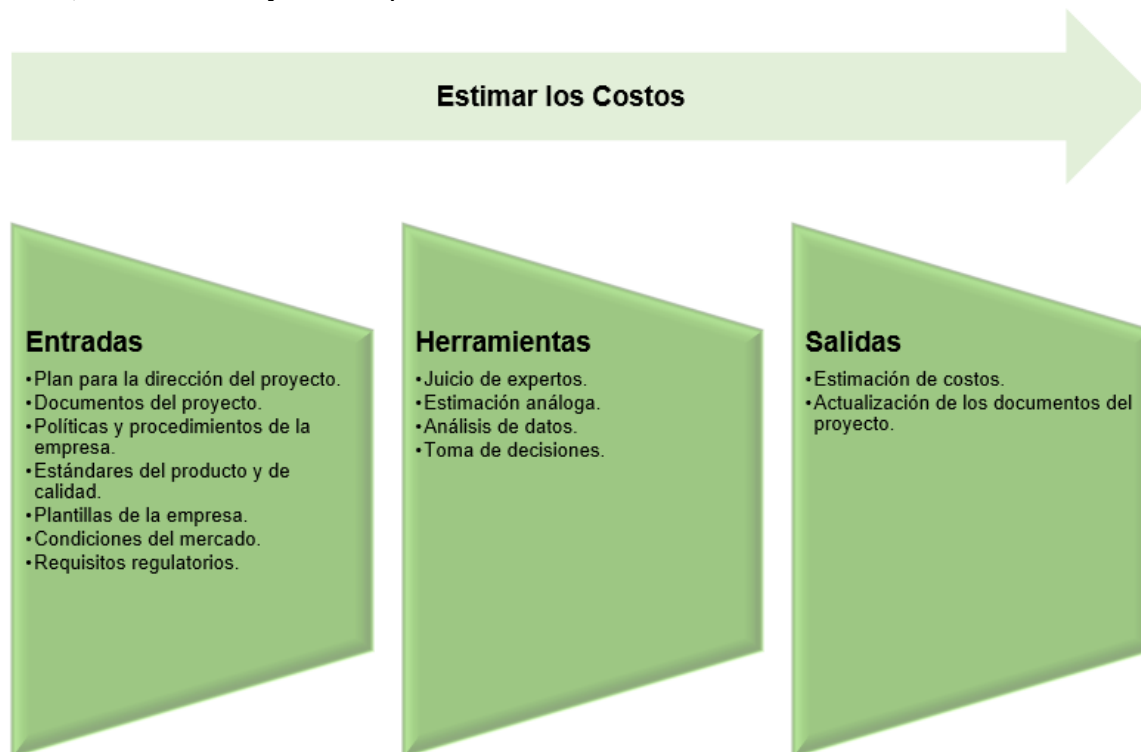 Estimar los Costos
Entradas
•Plan para la dirección del proyecto.
•Documentos del proyecto.
•Políticas y procedimientos de la
empresa.
•Estándares del producto y de
calidad.
•Plantillas de la empresa.
•Condiciones del mercado.
•Requisitos regulatorios.
Herramientas
•Juicio de expertos.
•Estimación análoga.
•Análisis de datos.
•Toma de decisiones.
Salidas
•Estimación de costos.
•Actualización de los documentos del
proyecto.